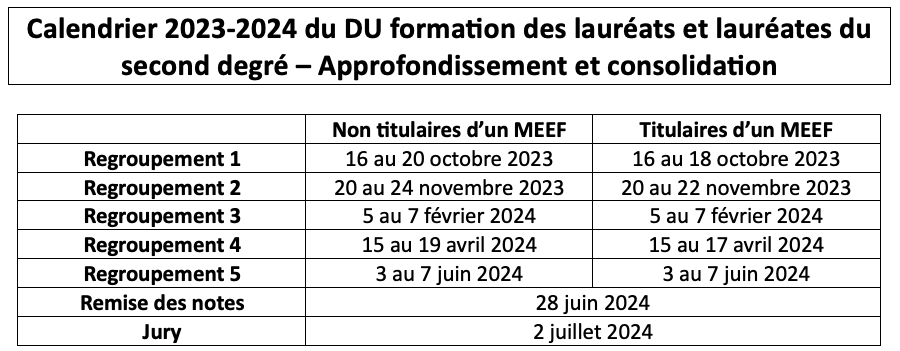 Calendrier 2023-2024 du DU formation des lauréats et lauréates du
second degré – Approfondissement et consolidation
Non titulaires d’un MEEF Titulaires d’un MEEF
Regroupement 1 16 au 20 octobre 2023 16 au 18 octobre 2023
Regroupement 2 20 au 24 novembre 2023 20 au 22 novembre 2023
Regroupement 3 5 au 7 février 2024 5 au 7 février 2024
Regroupement 4 15 au 19 avril 2024 15 au 17 avril 2024
Regroupement 5 3 au 7 juin 2024 3 au 7 juin 2024
Remise des notes 28 juin 2024
Jury 2 juillet 2024